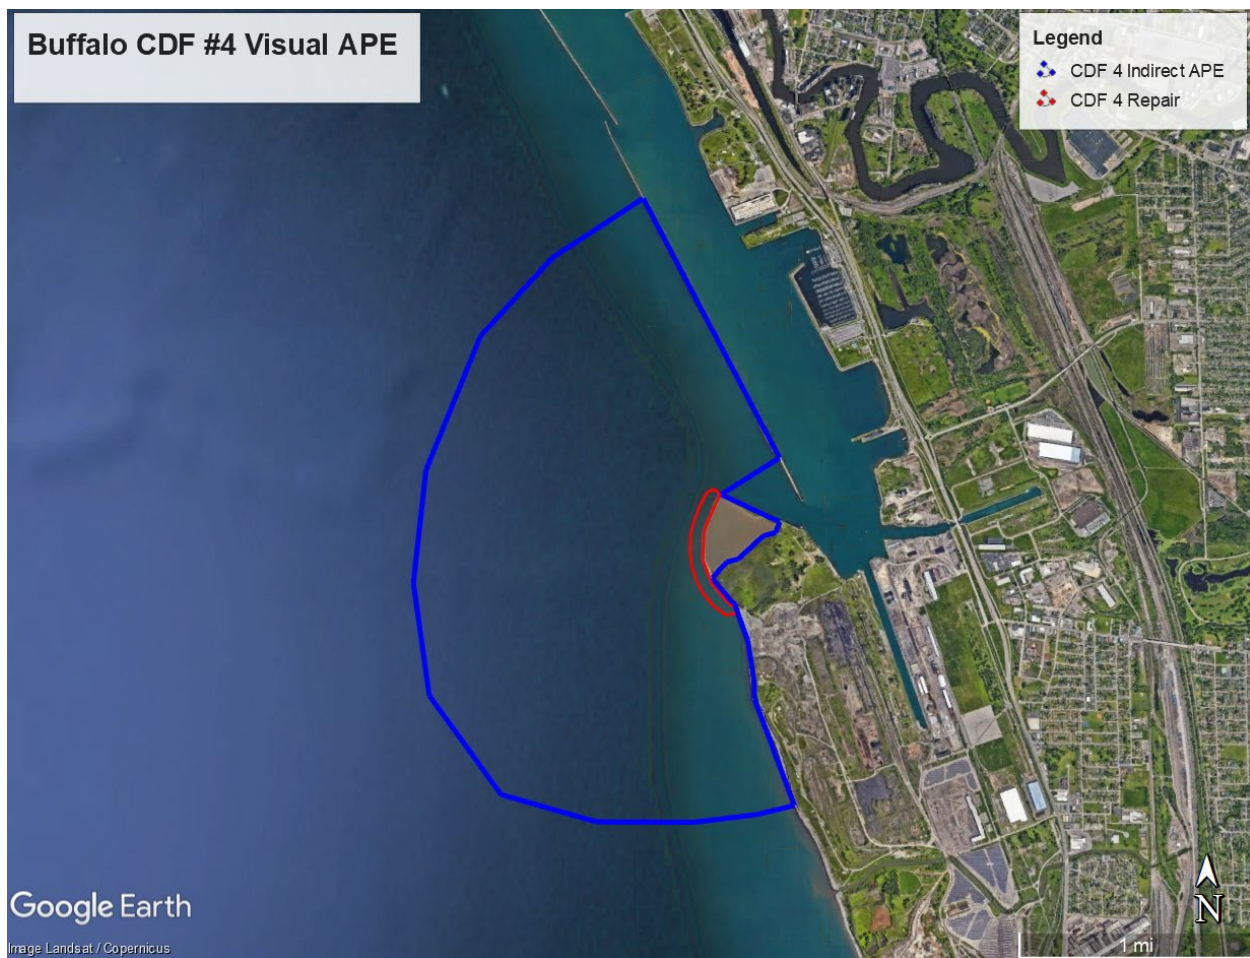 Buffalo CDF #4 Visual APE
Legend
CDF 4 Indirect APE
CDF 4 Repair
Google Earth
N
Image Landsat / Copernicus
1 mi